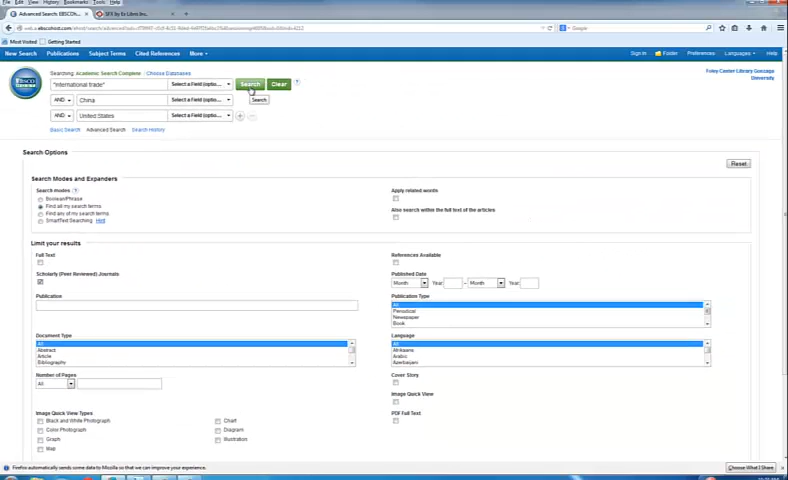 File Edit View History Bookmarks Tools Help
Advanced Search: EBSCOh...
SFX by Ex Libris Inc.
Google
Most Visited
Getting Started
New Search Publications Subject Terms Cited References More
Sign In Folder Preferences Languages Help
Searching: Academic Search Complete Choose Databases
Foley Center Library Gonzaga
University
"international trade" Select a Field (optio... Search Clear
AND China Select a Field (optio... Search
AND United States Select a Field (optio...
Basic Search Advanced Search Search History
Search Options
Reset
Search Modes and Expanders
Search modes
Boolean/Phrase
Find all my search terms
Find any of my search terms
SmartText Searching Hint
Apply related words
Also search within the full text of the articles
Limit your results
Full Text
References Available
Scholarly (Peer Reviewed) Journals
Published Date
Month Year: – Month Year:
Publication
Publication Type
All
Periodical
Newspaper
Book
Document Type
All
Abstract
Article
Bibliography
Language
All
Afrikaans
Arabic
Azerbaijani
Number of Pages
All
Cover Story
Image Quick View
PDF Full Text
Image Quick View Types
Black and White Photograph
Color Photograph
Graph
Map
Chart
Diagram
Illustration
Firefox automatically sends some data to Mozilla so that we can improve your experience.
Choose What I Share